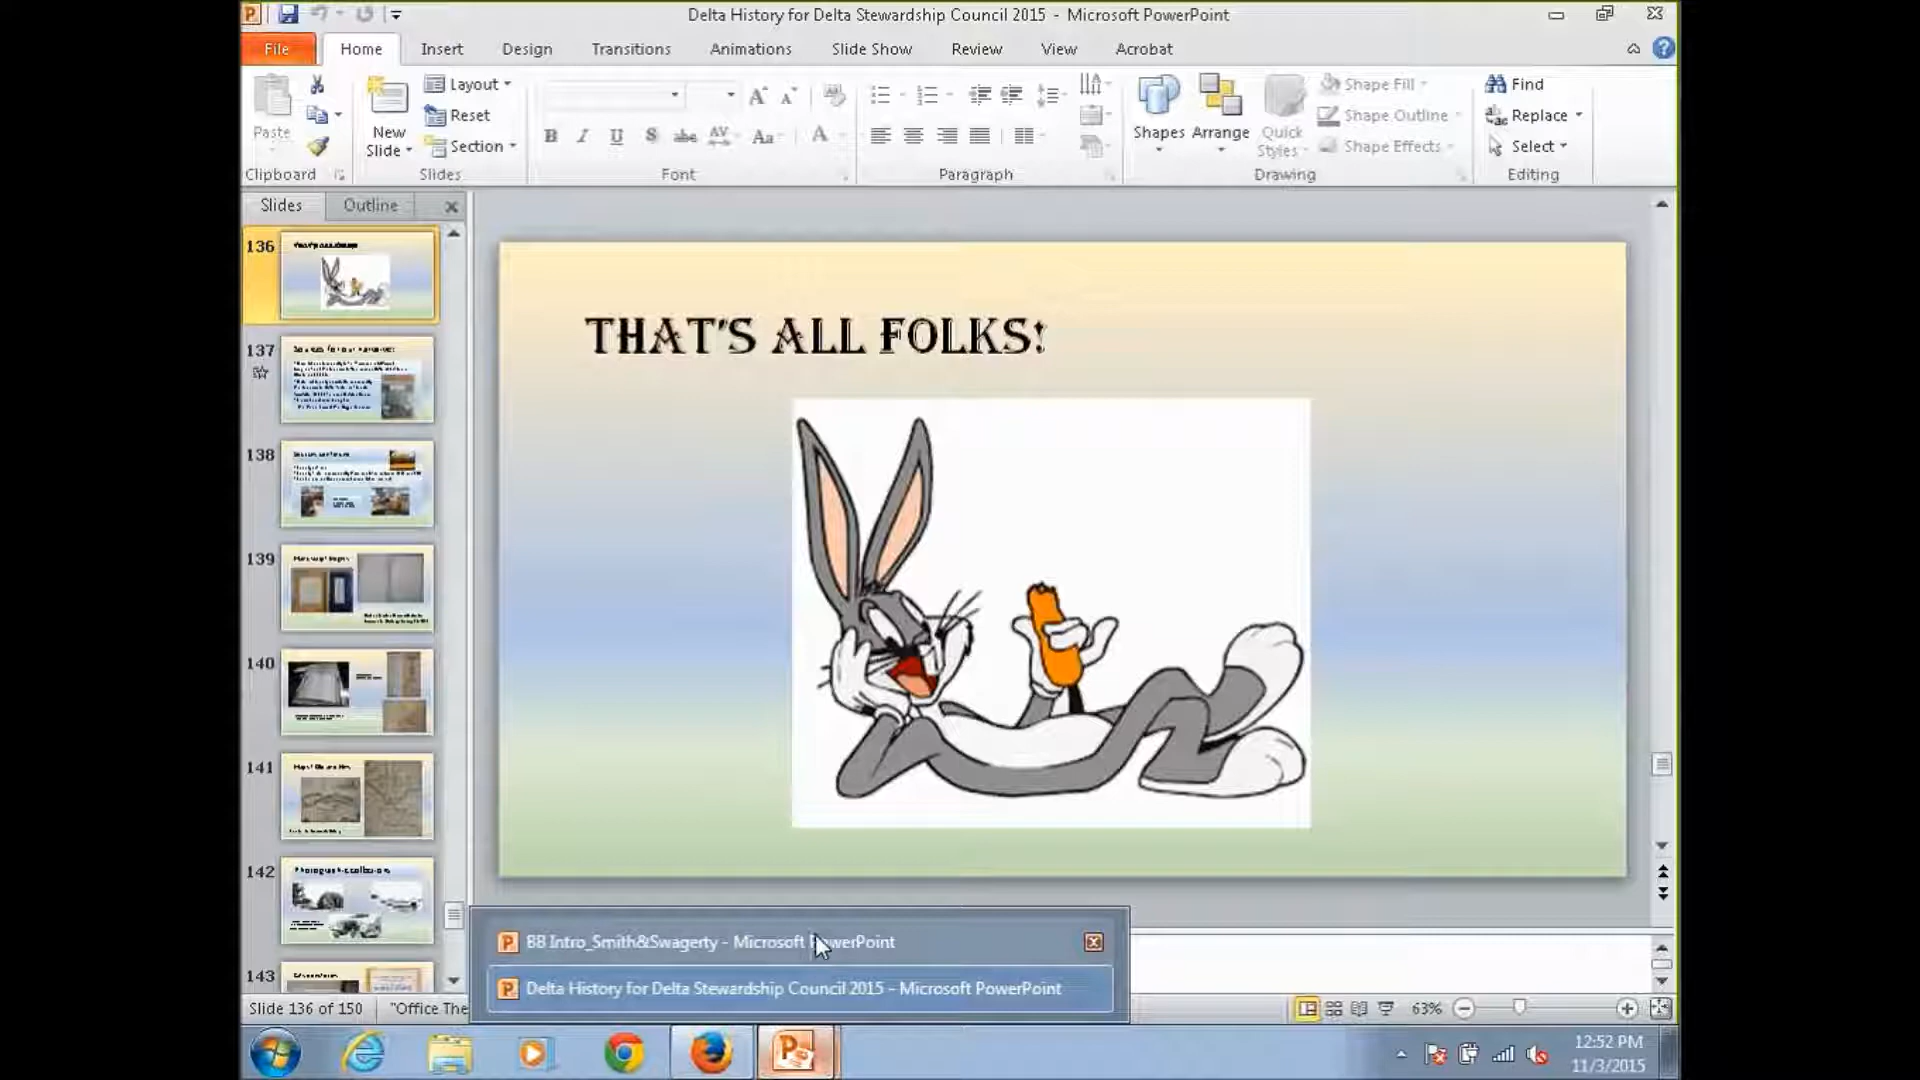 Delta History for Delta Stewardship Council 2015 - Microsoft PowerPoint
File Home Insert Design Transitions Animations Slide Show Review View Acrobat
Paste
New Slide
Layout
Reset
Section
B I U S abc AV Aa A
Shapes Arrange Quick Styles
Shape Fill
Shape Outline
Shape Effects
Find
Replace
Select
Clipboard Slides Font Paragraph Drawing Editing
Slides Outline
136
137
138
139
140
141
142
143
THAT'S ALL FOLKS!
BB Intro_Smith&Swagerty - Microsoft PowerPoint
Delta History for Delta Stewardship Council 2015 - Microsoft PowerPoint
Slide 136 of 150 "Office The
63%
12:52 PM
11/3/2015